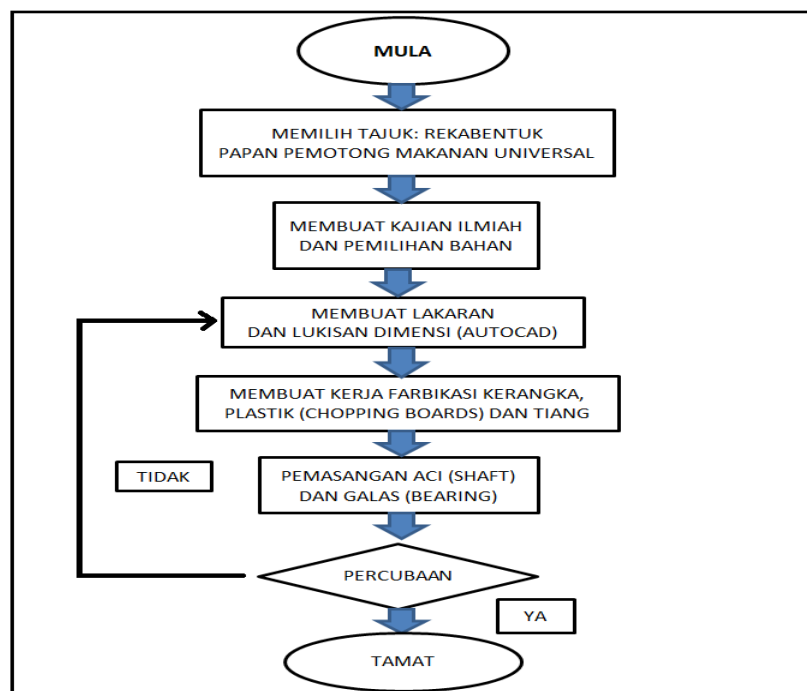 MULA
MEMILIH TAJUK: REKABENTUK
PAPAN PEMOTONG MAKANAN UNIVERSAL
MEMBUAT KAJIAN ILMIAH
DAN PEMILIHAN BAHAN
MEMBUAT LAKARAN
DAN LUKISAN DIMENSI (AUTOCAD)
MEMBUAT KERJA FARBIKASI KERANGKA,
PLASTIK (CHOPPING BOARDS) DAN TIANG
TIDAK
PEMASANGAN ACI (SHAFT)
DAN GALAS (BEARING)
PERCUBAAN
YA
TAMAT